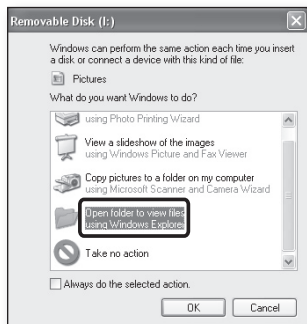 Removable Disk (I:)
Windows can perform the same action each time you insert
a disk or connect a device with this kind of file:
Pictures
What do you want Windows to do?
using Photo Printing Wizard
View a slideshow of the images
using Windows Picture and Fax Viewer
Copy pictures to a folder on my computer
using Microsoft Scanner and Camera Wizard
Open folder to view files
using Windows Explorer
Take no action
Always do the selected action.
OK
Cancel